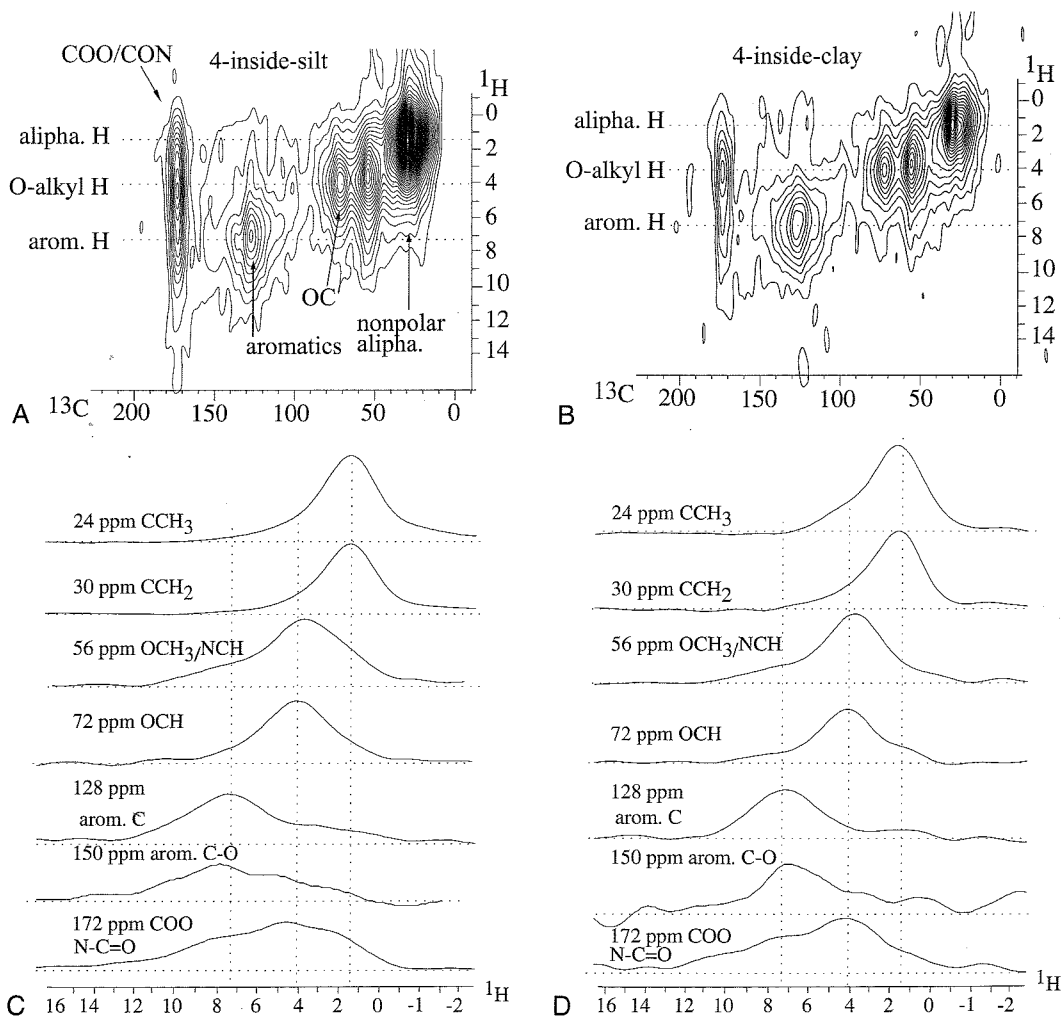 COO/CON
4-inside-silt
1H
alipha. H
O-alkyl H
arom. H
0
2
4
6
8
10
12
14
OC
nonpolar
alipha.
aromatics
13C
200 150 100 50 0
A
4-inside-clay
1H
alipha. H
O-alkyl H
arom. H
0
2
4
6
8
10
12
14
13C
200 150 100 50 0
B
24 ppm CCH3
30 ppm CCH2
56 ppm OCH3/NCH
72 ppm OCH
128 ppm
arom. C
150 ppm arom. C-O
172 ppm COO
N-C=O
1H
C
16 14 12 10 8 6 4 2 0 -2
24 ppm CCH3
30 ppm CCH2
56 ppm OCH3/NCH
72 ppm OCH
128 ppm
arom. C
150 ppm arom. C-O
172 ppm COO
N-C=O
1H
D
16 14 12 10 8 6 4 2 0 -1 -2